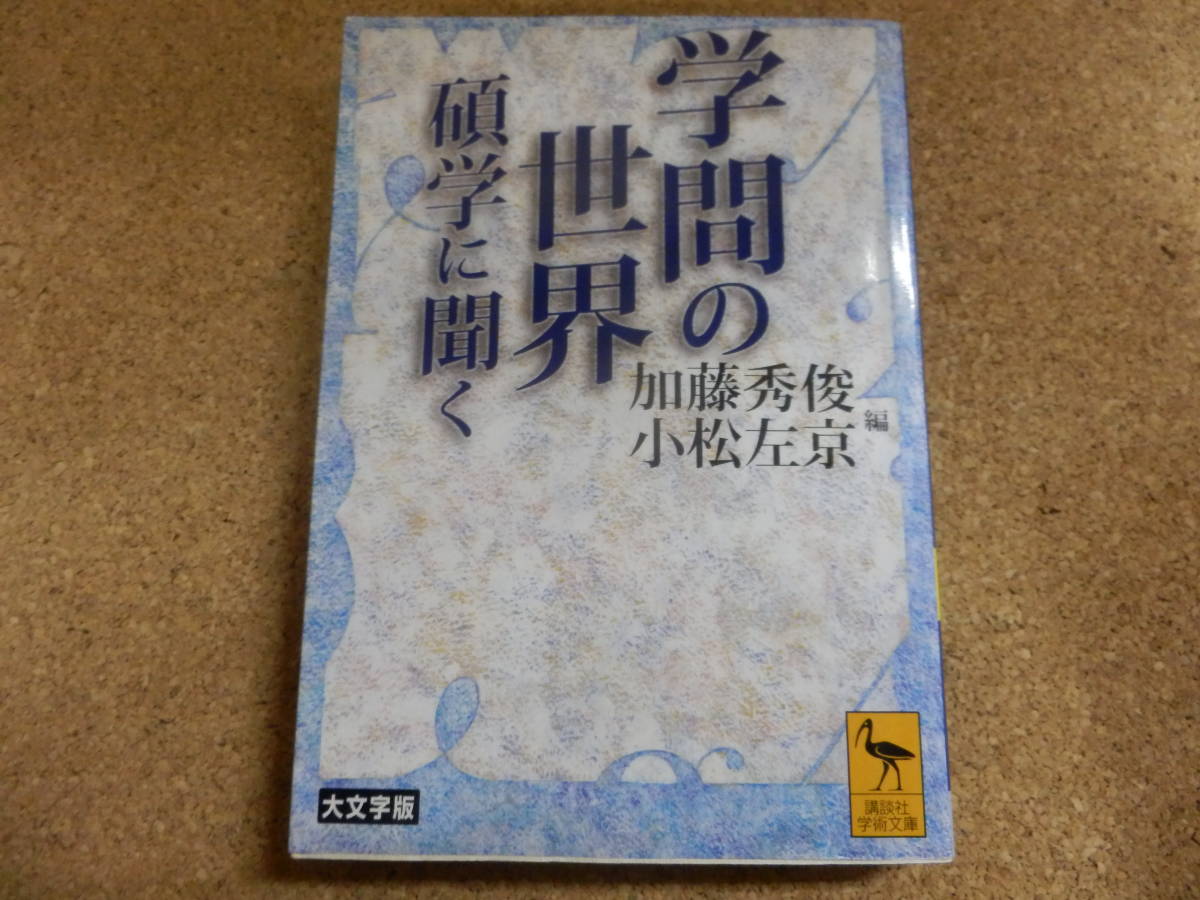 学問の
世界
碩学に聞く
加藤秀俊
小松左京
編
大文字版
講談社
学術文庫